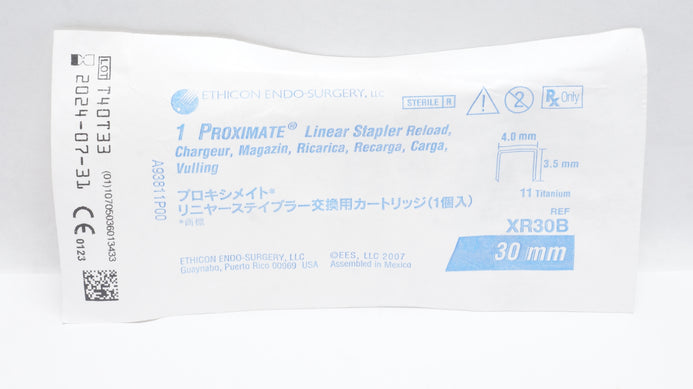 LOT T40T33
2024-07-31
(01)10705036013433
CE 0123
ETHICON ENDO-SURGERY, LLC
STERILE R
2
Rx Only
1 PROXIMATE® Linear Stapler Reload,
Chargeur, Magazin, Ricarica, Recarga, Carga,
Vulling
A93811P00
プロキシメイト*
リニヤーステイプラー交換用カートリッジ(1個入)
*商標
4.0 mm
3.5 mm
11 Titanium
REF
XR30B
30 mm
ETHICON ENDO-SURGERY, LLC
Guaynabo, Puerto Rico 00969 USA
©EES, LLC 2007
Assembled in Mexico